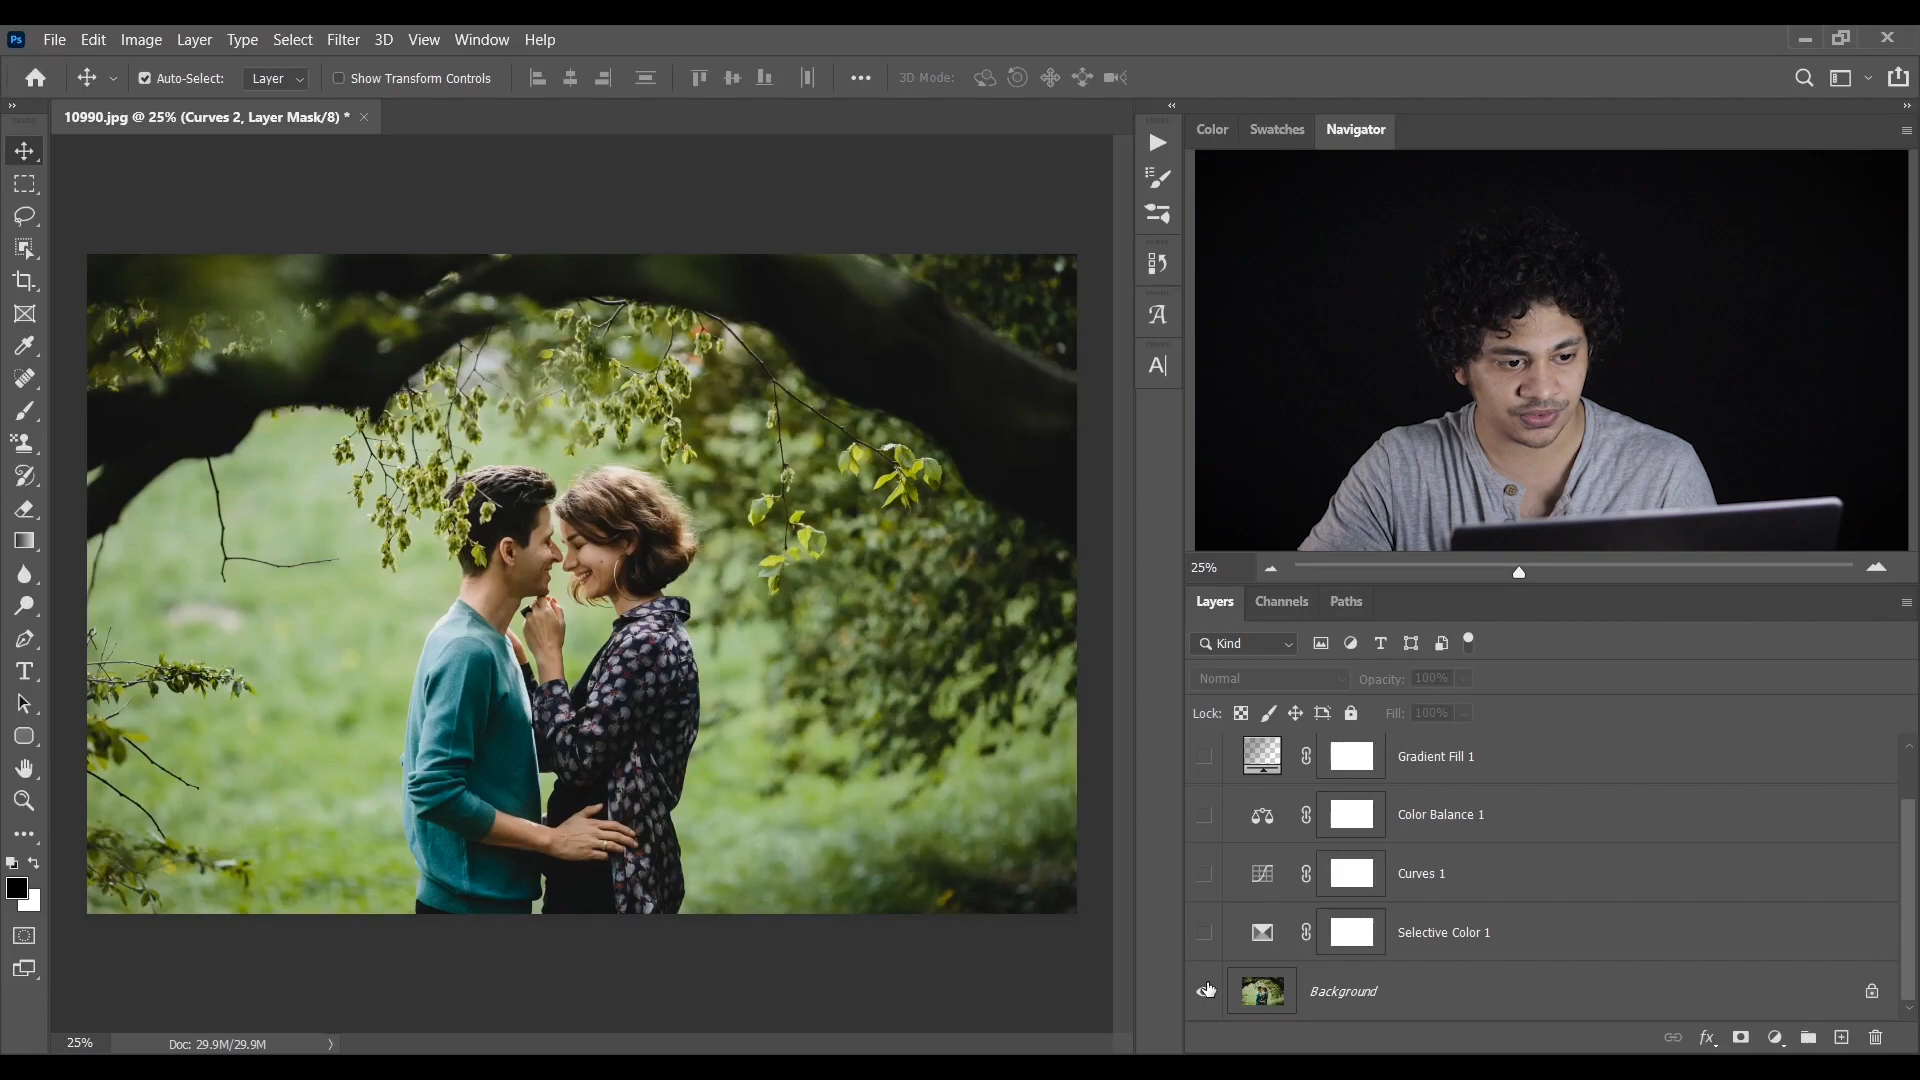 Ps File Edit Image Layer Type Select Filter 3D View Window Help
Auto-Select: Layer Show Transform Controls 3D Mode:
10990.jpg @ 25% (Curves 2, Layer Mask/8) *
Color Swatches Navigator
25%
Layers Channels Paths
Kind
Normal Opacity: 100%
Lock: Fill: 100%
Gradient Fill 1
Color Balance 1
Curves 1
Selective Color 1
Background
fx
25% Doc: 29.9M/29.9M